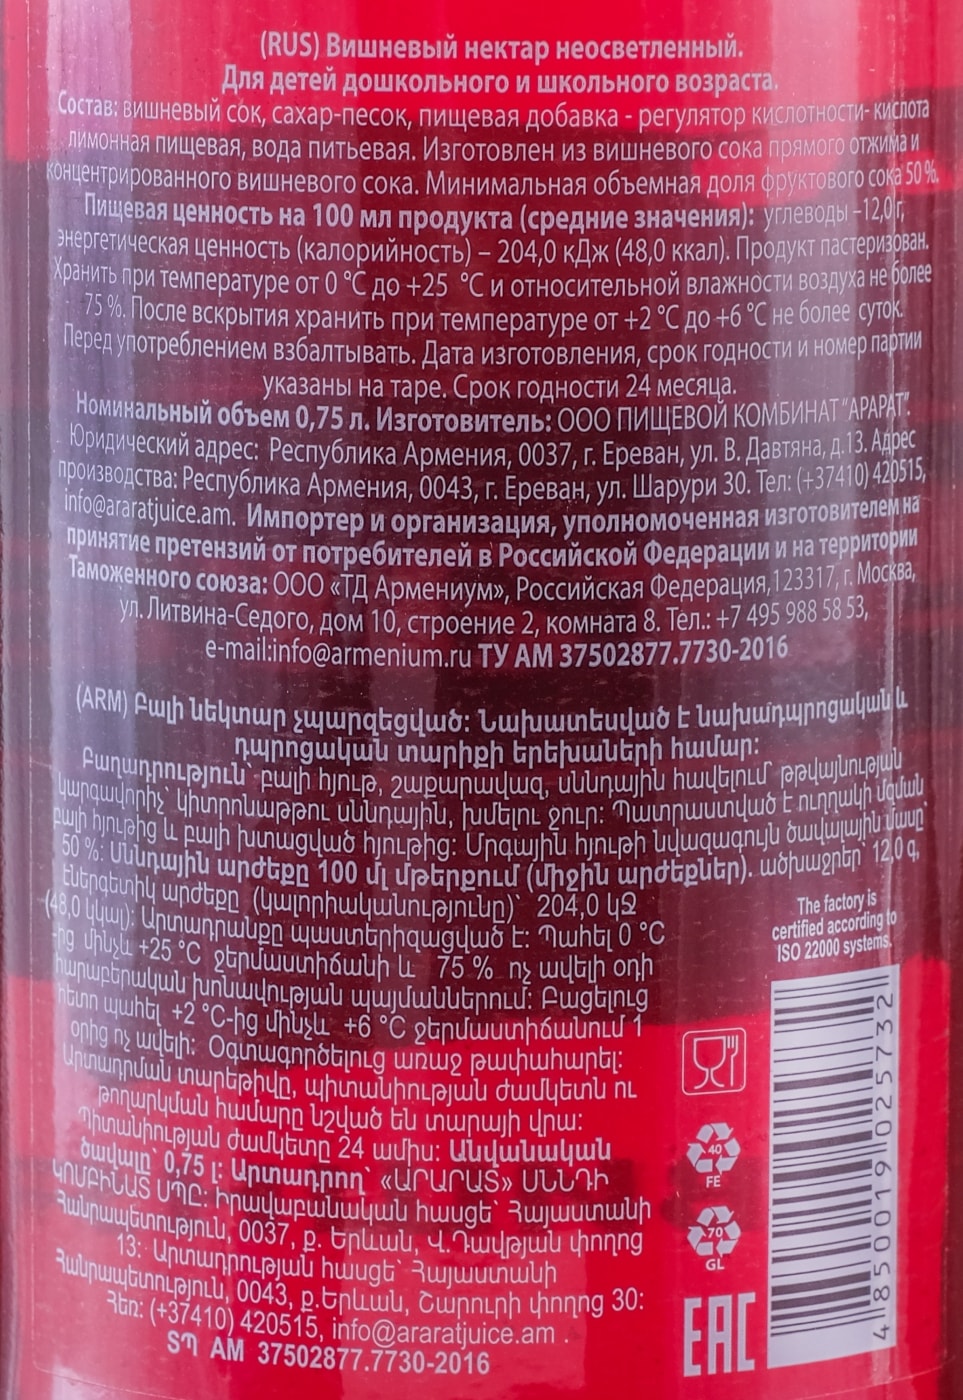 (RUS) Вишневый нектар неосветленный.
Для детей дошкольного и школьного возраста.
Состав: вишневый сок, сахар-песок, пищевая добавка - регулятор кислотности- кислота
лимонная пищевая, вода питьевая. Изготовлен из вишневого сока прямого отжима и
концентрированного вишневого сока. Минимальная объемная доля фруктового сока 50 %.
Пищевая ценность на 100 мл продукта (средние значения): углеводы –12,0 г,
энергетическая ценность (калорийность) – 204,0 кДж (48,0 ккал). Продукт пастеризован.
Хранить при температуре от 0 °C до +25 °C и относительной влажности воздуха не более
75 %. После вскрытия хранить при температуре от +2 °C до +6 °C не более суток.
Перед употреблением взбалтывать. Дата изготовления, срок годности и номер партии
указаны на таре. Срок годности 24 месяца.
Номинальный объем 0,75 л. Изготовитель: ООО ПИЩЕВОЙ КОМБИНАТ "АРАРАТ".
Юридический адрес: Республика Армения, 0037, г. Ереван, ул. В. Давтяна, д.13. Адрес
производства: Республика Армения, 0043, г. Ереван, ул. Шарури 30. Тел: (+37410) 420515,
info@araratjuice.am. Импортер и организация, уполномоченная изготовителем на
принятие претензий от потребителей в Российской Федерации и на территории
Таможенного союза: ООО «ТД Армениум», Российская Федерация,123317, г. Москва,
ул. Литвина-Седого, дом 10, строение 2, комната 8. Тел.: +7 495 988 58 53,
e-mail:info@armenium.ru ТУ АМ 37502877.7730-2016
(ARM) Բալի նեկտար չպարզեցված: Նախատեսված է նախադպրոցական և
դպրոցական տարիքի երեխաների համար:
Բաղադրություն՝ բալի հյութ, շաքարավազ, սննդային հավելում՝ թթվայնության
կարգավորիչ՝ կիտրոնաթթու սննդային, խմելու ջուր: Պատրաստված է ուղղակի մզման
բալի հյութից և բալի խտացված հյութից: Մրգային հյութի նվազագույն ծավալային մասը՝
50 %: Սննդային արժեքը 100 մլ մթերքում (միջին արժեքներ). ածխաջրեր՝ 12,0 գ,
էներգետիկ արժեքը (կալորիականությունը)՝ 204,0 կՋ
(48,0 կկալ): Արտադրանքը պաստերիզացված է: Պահել 0 °C
-ից մինչև +25 °C ջերմաստիճանի և 75 % ոչ ավելի օդի
հարաբերական խոնավության պայմաններում: Բացելուց
հետո պահել +2 °C-ից մինչև +6 °C ջերմաստիճանում 1
օրից ոչ ավելի: Օգտագործելուց առաջ թափահարել:
Արտադրման տարեթիվը, պիտանիության ժամկետն ու
թողարկման համարը նշված են տարայի վրա:
Պիտանիության ժամկետը 24 ամիս: Անվանական
ծավալը՝ 0,75 լ: Արտադրող՝ «ԱՐԱՐԱՏ» ՍՆՆԴԻ
ԿՈՄԲԻՆԱՏ ՍՊԸ: Իրավաբանական հասցե՝ Հայաստանի
Հանրապետություն, 0037, ք. Երևան, Վ.Դավթյան փողոց
13: Արտադրության հասցե՝ Հայաստանի
Հանրապետություն, 0043, ք.Երևան, Շարուրի փողոց 30:
Հեռ: (+37410) 420515, info@araratjuice.am .
ՏՊ AM 37502877.7730-2016
The factory is
certified according to
ISO 22000 systems.
40
FE
70
GL
EAC
4 850019 025732